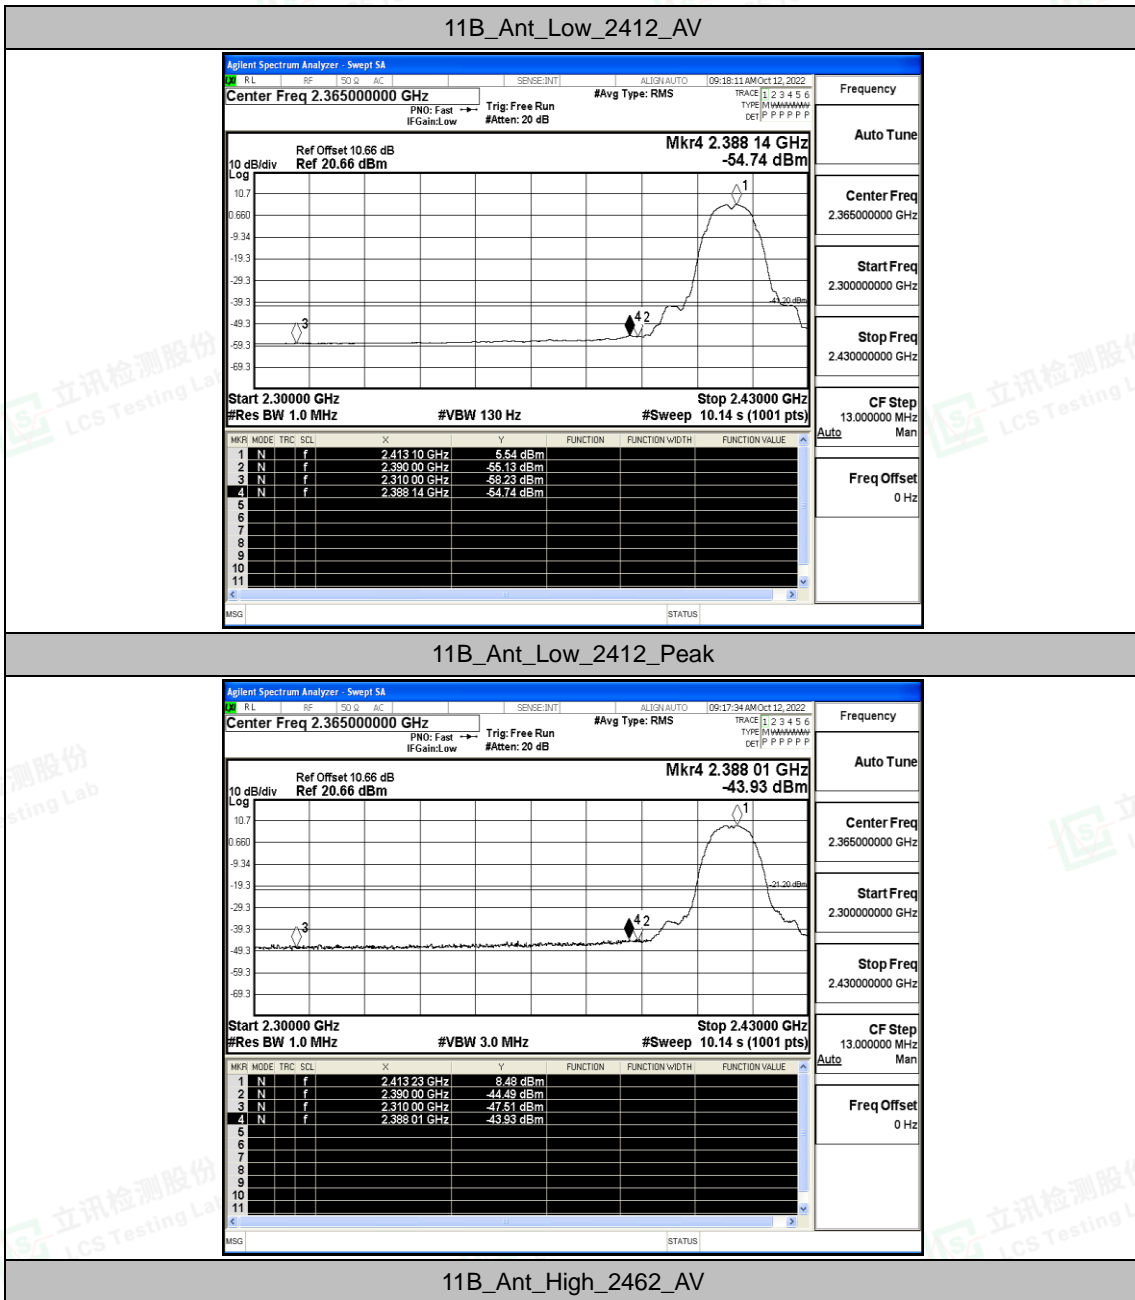 11B_Ant_Low_2412_AV
Agilent Spectrum Analyzer - Swept SA
LXI RL RF 50 Ω AC SENSE:INT ALIGN AUTO 09:18:11 AM Oct 12, 2022
Center Freq 2.365000000 GHz
PNO: Fast
IFGain:Low
Trig: Free Run
#Atten: 20 dB
#Avg Type: RMS
TRACE 1 2 3 4 5 6
TYPE M WWWWW
DET P P P P P P
Ref Offset 10.66 dB
10 dB/div Ref 20.66 dBm
Log
Mkr4 2.388 14 GHz
-54.74 dBm
10.7
0.660
-9.34
-19.3
-29.3
-39.3
-49.3
-59.3
-69.3
1
-41.20 dBm
3
4 2
Start 2.30000 GHz Stop 2.43000 GHz
#Res BW 1.0 MHz #VBW 130 Hz #Sweep 10.14 s (1001 pts)
MKR MODE TRC SCL X Y FUNCTION FUNCTION WIDTH FUNCTION VALUE
1 N f 2.413 10 GHz 5.54 dBm
2 N f 2.390 00 GHz -55.13 dBm
3 N f 2.310 00 GHz -58.23 dBm
4 N f 2.388 14 GHz -54.74 dBm
5
6
7
8
9
10
11
MSG STATUS
Frequency
Auto Tune
Center Freq
2.365000000 GHz
Start Freq
2.300000000 GHz
Stop Freq
2.430000000 GHz
CF Step
13.000000 MHz
Auto Man
Freq Offset
0 Hz
11B_Ant_Low_2412_Peak
Agilent Spectrum Analyzer - Swept SA
LXI RL RF 50 Ω AC SENSE:INT ALIGN AUTO 09:17:34 AM Oct 12, 2022
Center Freq 2.365000000 GHz
PNO: Fast
IFGain:Low
Trig: Free Run
#Atten: 20 dB
#Avg Type: RMS
TRACE 1 2 3 4 5 6
TYPE M WWWWW
DET P P P P P P
Ref Offset 10.66 dB
10 dB/div Ref 20.66 dBm
Log
Mkr4 2.388 01 GHz
-43.93 dBm
10.7
0.660
-9.34
-19.3
-29.3
-39.3
-49.3
-59.3
-69.3
1
-21.20 dBm
3
4 2
Start 2.30000 GHz Stop 2.43000 GHz
#Res BW 1.0 MHz #VBW 3.0 MHz #Sweep 10.14 s (1001 pts)
MKR MODE TRC SCL X Y FUNCTION FUNCTION WIDTH FUNCTION VALUE
1 N f 2.413 23 GHz 8.48 dBm
2 N f 2.390 00 GHz -44.49 dBm
3 N f 2.310 00 GHz -47.51 dBm
4 N f 2.388 01 GHz -43.93 dBm
5
6
7
8
9
10
11
MSG STATUS
Frequency
Auto Tune
Center Freq
2.365000000 GHz
Start Freq
2.300000000 GHz
Stop Freq
2.430000000 GHz
CF Step
13.000000 MHz
Auto Man
Freq Offset
0 Hz
11B_Ant_High_2462_AV
立讯检测股份
LCS Testing Lab